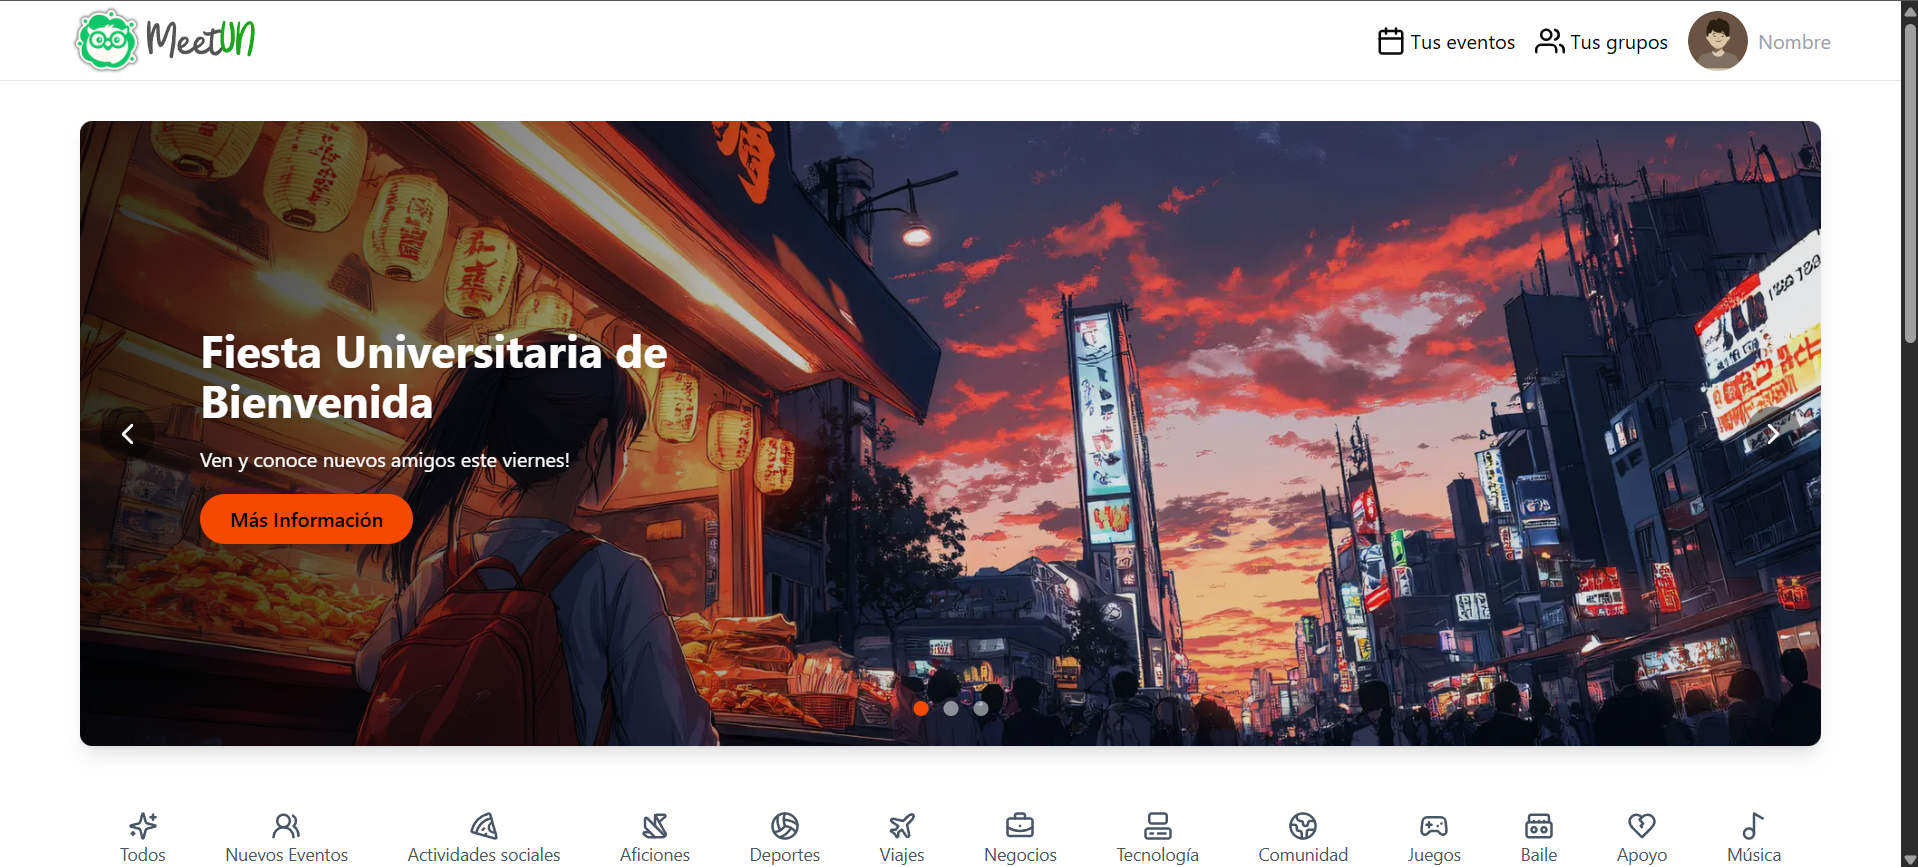 MeetUN
Tus eventos
Tus grupos
Nombre
Fiesta Universitaria de
Bienvenida
Ven y conoce nuevos amigos este viernes!
Más Información
Todos
Nuevos Eventos
Actividades sociales
Aficiones
Deportes
Viajes
Negocios
Tecnología
Comunidad
Juegos
Baile
Apoyo
Música